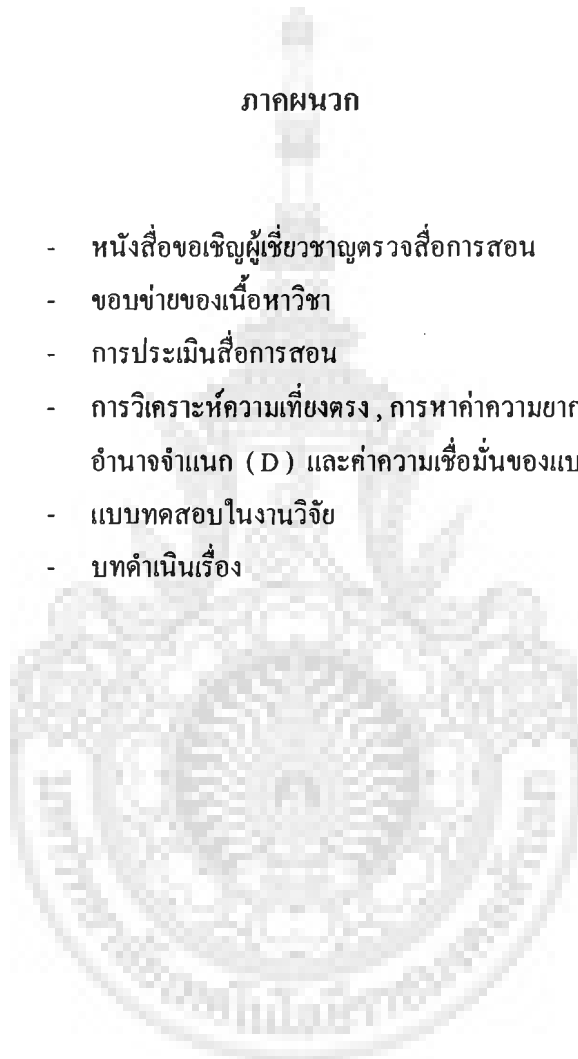 ภาคผนวก
- หนังสือขอเชิญผู้เชี่ยวชาญตรวจสื่อการสอน
- ขอบข่ายของเนื้อหาวิชา
- การประเมินสื่อการสอน
- การวิเคราะห์ความเที่ยงตรง , การหาค่าความยาก
อำนาจจำแนก ( D ) และค่าความเชื่อมั่นของแบ
- แบบทดสอบในงานวิจัย
- บทดำเนินเรื่อง